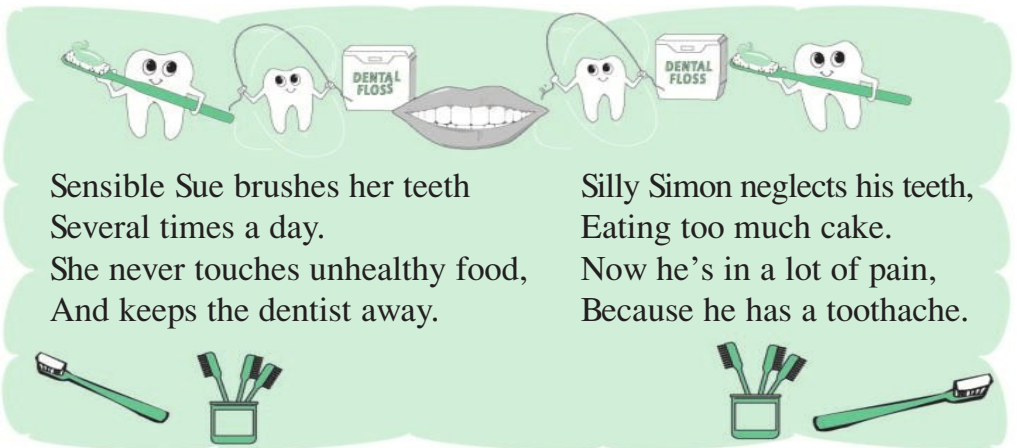 DENTAL
FLOSS
DENTAL
FLOSS
Sensible Sue brushes her teeth
Several times a day.
She never touches unhealthy food,
And keeps the dentist away.
Silly Simon neglects his teeth,
Eating too much cake.
Now he’s in a lot of pain,
Because he has a toothache.